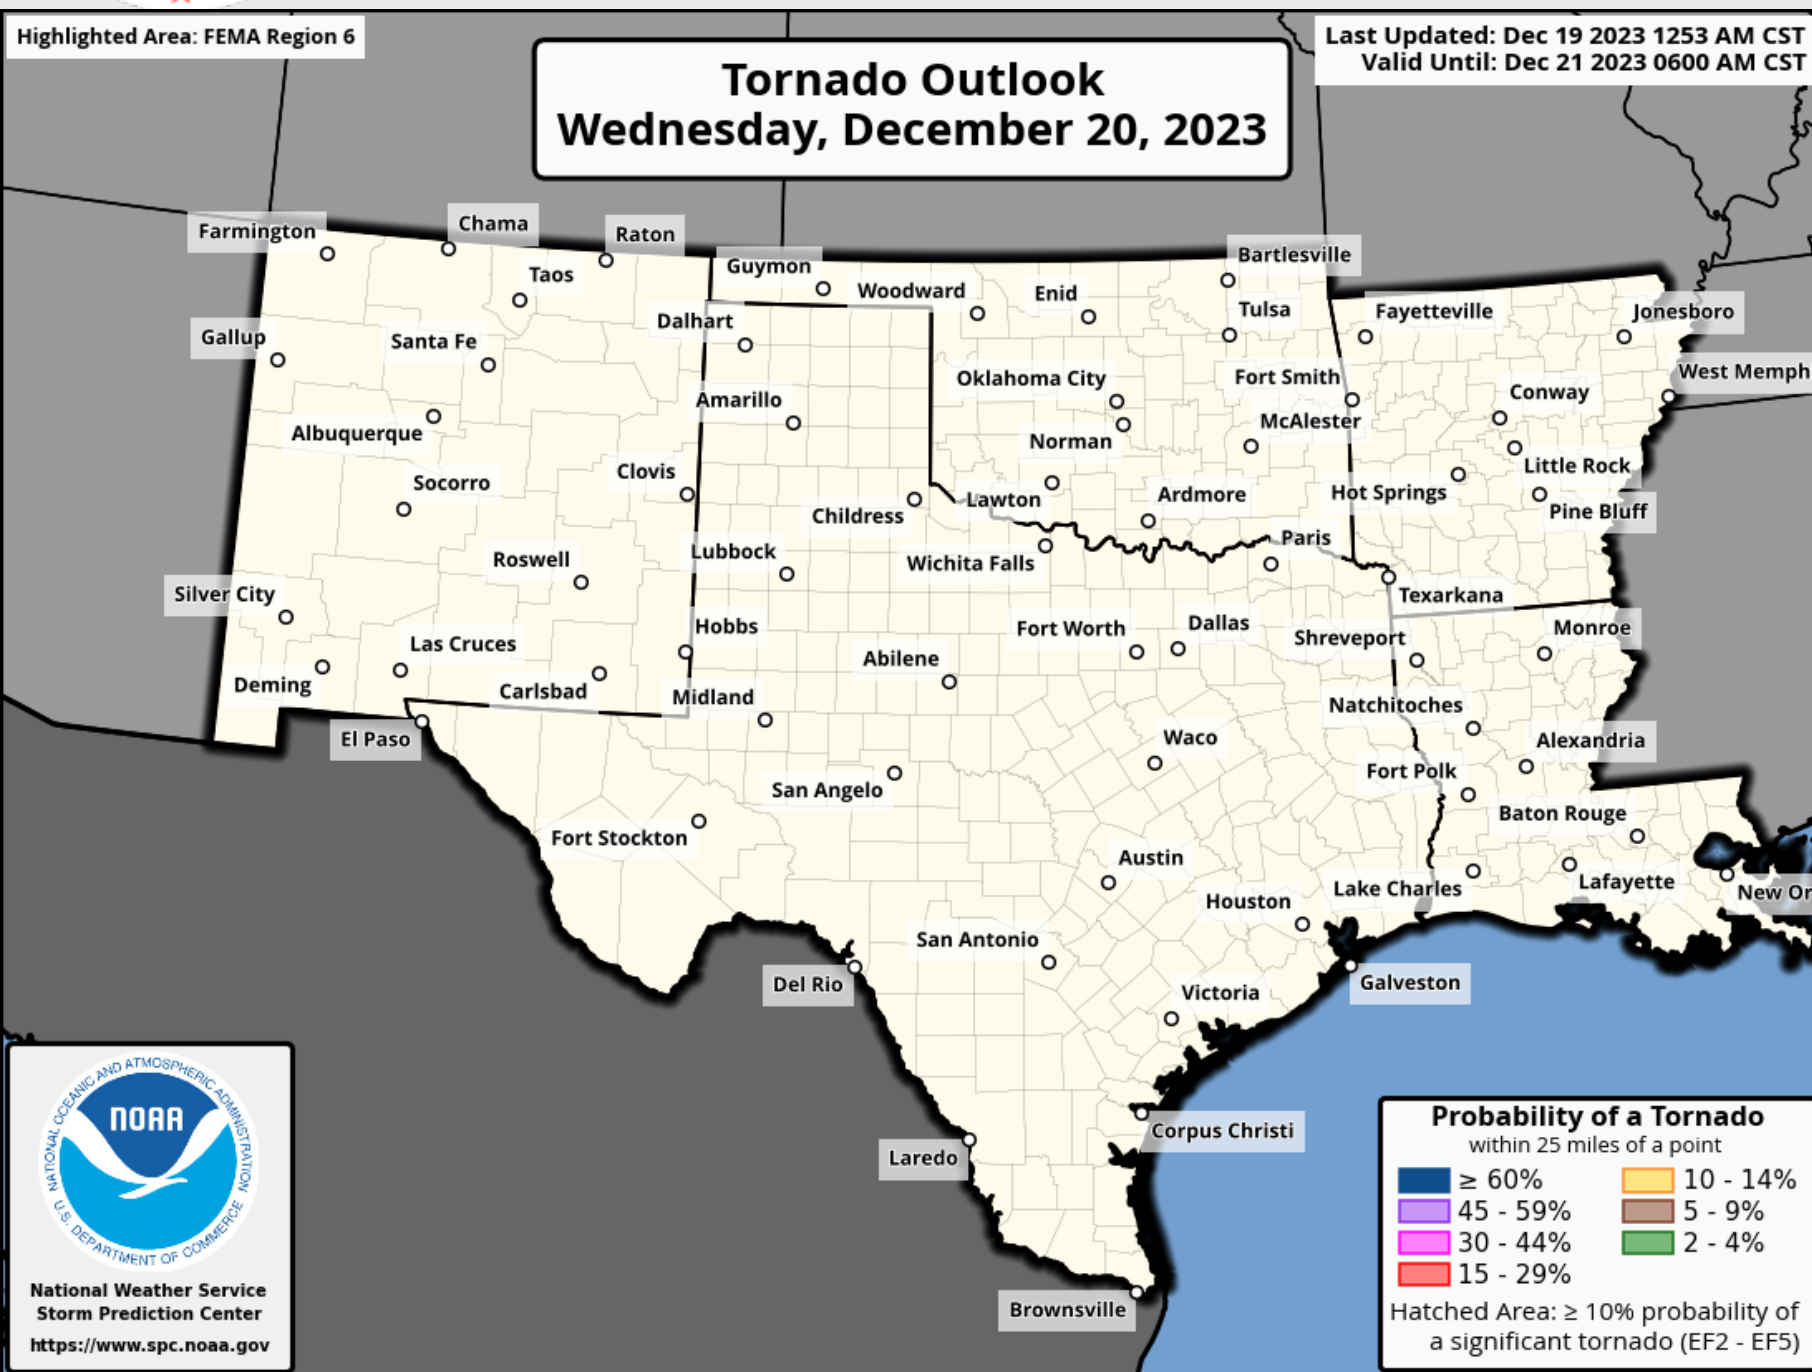 Highlighted Area: FEMA Region 6
Last Updated: Dec 19 2023 1253 AM CST
Valid Until: Dec 21 2023 0600 AM CST
Tornado Outlook
Wednesday, December 20, 2023
Farmington
Chama
Raton
Taos
Guymon
Woodward
Enid
Bartlesville
Tulsa
Fayetteville
Jonesboro
Gallup
Santa Fe
Dalhart
Oklahoma City
Fort Smith
West Memph
Conway
Amarillo
Albuquerque
Norman
McAlester
Little Rock
Clovis
Socorro
Childress
Lawton
Ardmore
Hot Springs
Pine Bluff
Roswell
Lubbock
Wichita Falls
Paris
Silver City
Texarkana
Hobbs
Fort Worth
Dallas
Shreveport
Monroe
Las Cruces
Abilene
Deming
Carlsbad
Midland
Natchitoches
El Paso
Waco
Alexandria
San Angelo
Fort Polk
Fort Stockton
Baton Rouge
Austin
Houston
Lake Charles
Lafayette
New Or
San Antonio
Del Rio
Victoria
Galveston
Corpus Christi
Laredo
Brownsville
NATIONAL OCEANIC AND ATMOSPHERIC ADMINISTRATION
NOAA
U.S. DEPARTMENT OF COMMERCE
National Weather Service
Storm Prediction Center
https://www.spc.noaa.gov
Probability of a Tornado
within 25 miles of a point
≥ 60% 10 - 14%
45 - 59% 5 - 9%
30 - 44% 2 - 4%
15 - 29%
Hatched Area: ≥ 10% probability of
a significant tornado (EF2 - EF5)